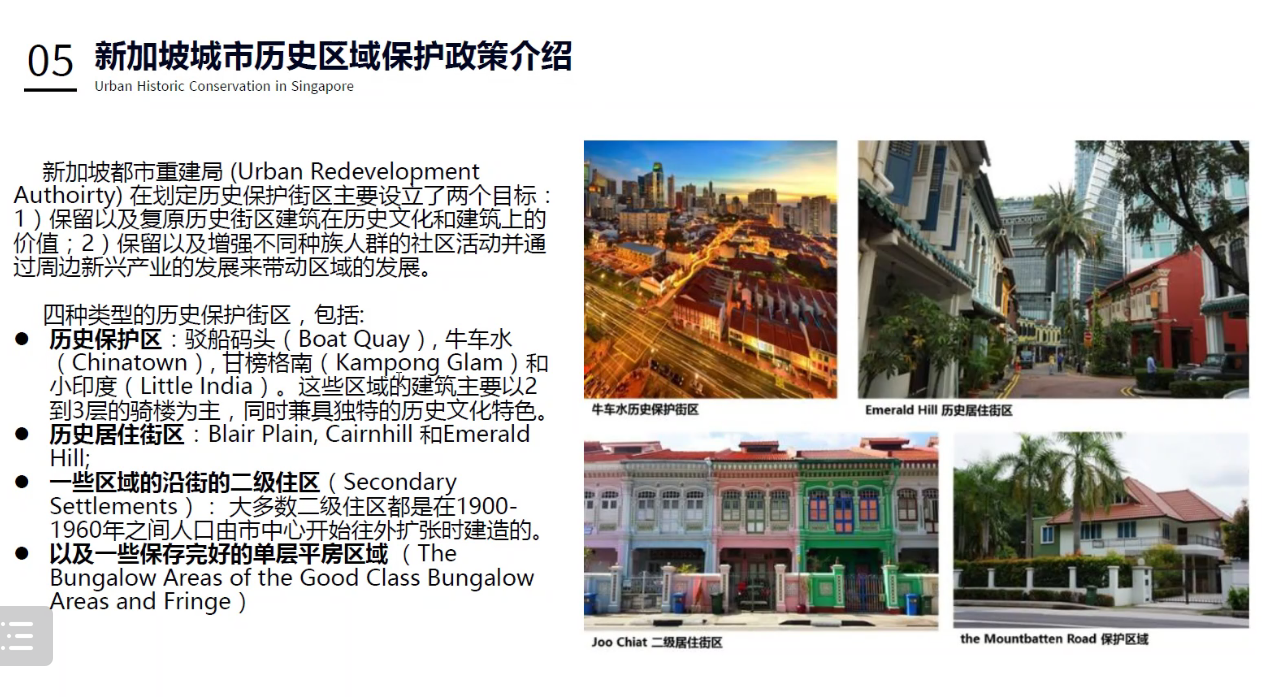 05
新加坡城市历史区域保护政策介绍
Urban Historic Conservation in Singapore
新加坡都市重建局 (Urban Redevelopment
Authoirty) 在划定历史保护街区主要设立了两个目标：
1）保留以及复原历史街区建筑在历史文化和建筑上的
价值；2）保留以及增强不同种族人群的社区活动并通
过周边新兴产业的发展来带动区域的发展。
四种类型的历史保护街区，包括:
● 历史保护区：驳船码头（Boat Quay）, 牛车水
（Chinatown）, 甘榜格南（Kampong Glam）和
小印度（Little India）。这些区域的建筑主要以2
到3层的骑楼为主，同时兼具独特的历史文化特色。
● 历史居住街区：Blair Plain, Cairnhill 和Emerald
Hill;
● 一些区域的沿街的二级住区（Secondary
Settlements）： 大多数二级住区都是在1900-
1960年之间人口由市中心开始往外扩张时建造的。
● 以及一些保存完好的单层平房区域 （The
Bungalow Areas of the Good Class Bungalow
Areas and Fringe）
牛车水历史保护街区
Emerald Hill 历史居住街区
Joo Chiat 二级居住街区
the Mountbatten Road 保护区域